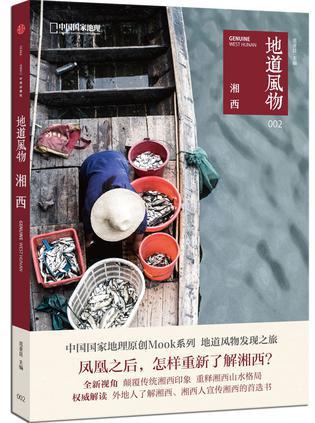 中国国家地理
GENUINE
WEST HUNAN
地道風物
湘西
002
主编
中国国家地理原创Mook系列 地道风物发现之旅
凤凰之后，怎样重新了解湘西？
全新视角 颠覆传统湘西印象 重释湘西山水格局
权威解读 外地人了解湘西、湘西人宣传湘西的首选书
地道風物
湘西
GENUINE
WEST HUNAN
主编
002